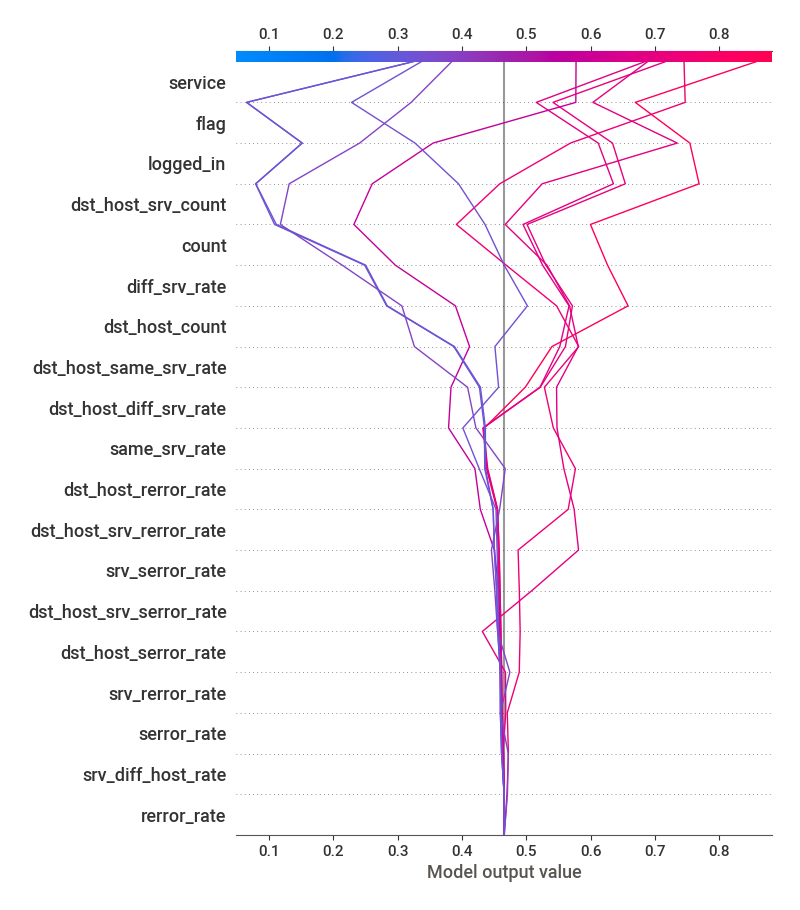 0.1 0.2 0.3 0.4 0.5 0.6 0.7 0.8
service
flag
logged_in
dst_host_srv_count
count
diff_srv_rate
dst_host_count
dst_host_same_srv_rate
dst_host_diff_srv_rate
same_srv_rate
dst_host_rerror_rate
dst_host_srv_rerror_rate
srv_serror_rate
dst_host_srv_serror_rate
dst_host_serror_rate
srv_rerror_rate
serror_rate
srv_diff_host_rate
rerror_rate
0.1 0.2 0.3 0.4 0.5 0.6 0.7 0.8
Model output value